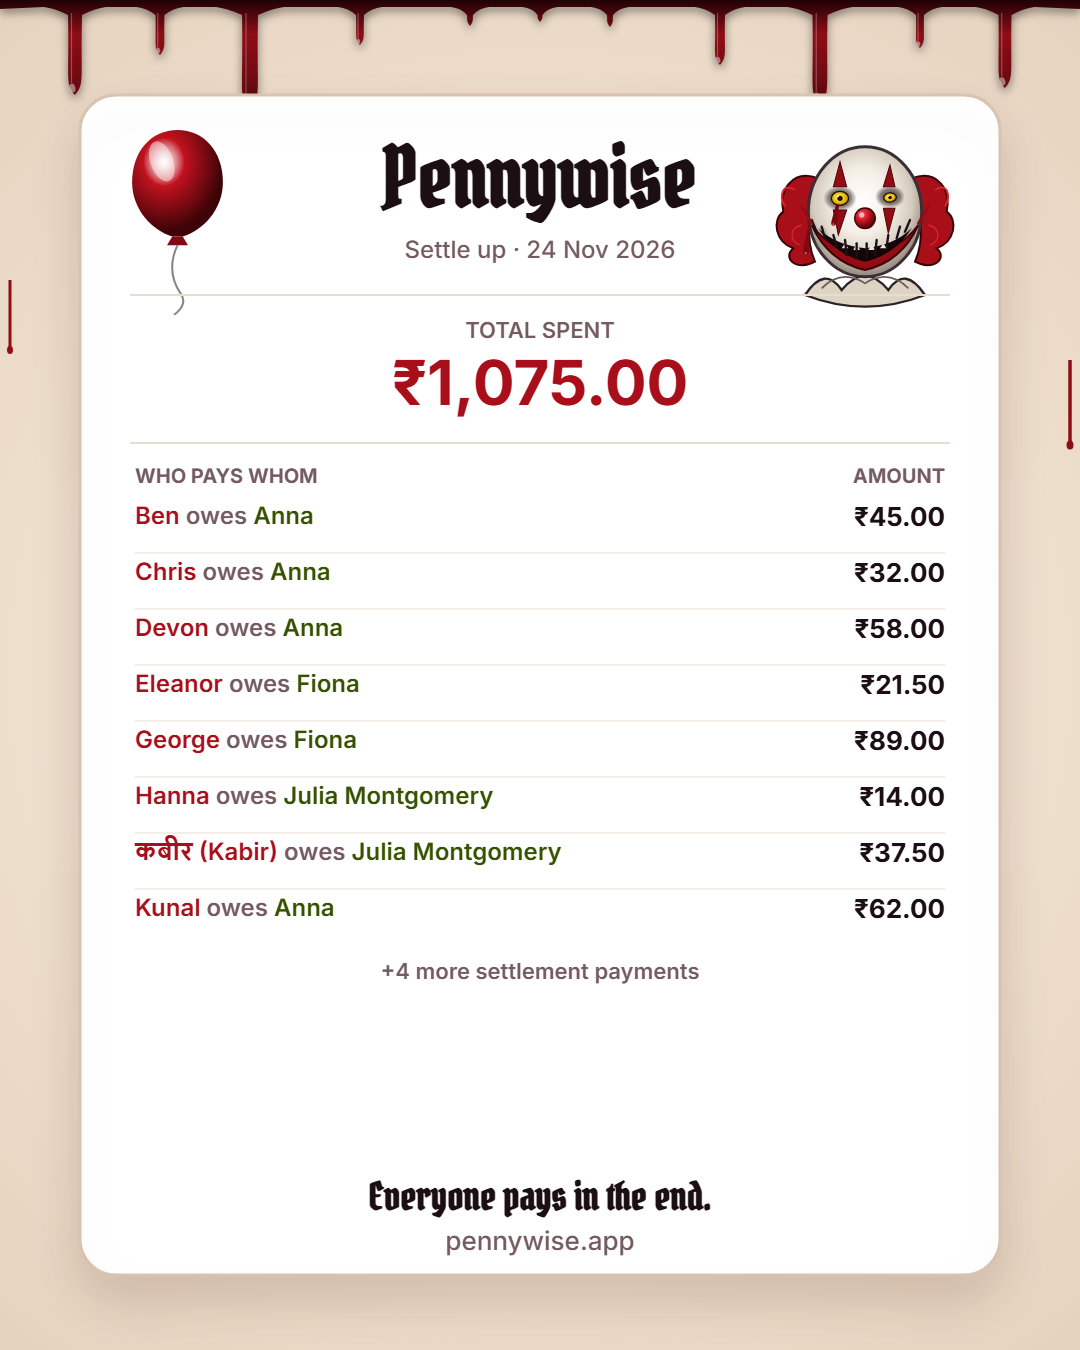 Pennywise
Settle up · 24 Nov 2026
TOTAL SPENT
₹1,075.00
WHO PAYS WHOM AMOUNT
Ben owes Anna ₹45.00
Chris owes Anna ₹32.00
Devon owes Anna ₹58.00
Eleanor owes Fiona ₹21.50
George owes Fiona ₹89.00
Hanna owes Julia Montgomery ₹14.00
कबीर (Kabir) owes Julia Montgomery ₹37.50
Kunal owes Anna ₹62.00
+4 more settlement payments
Everyone pays in the end.
pennywise.app